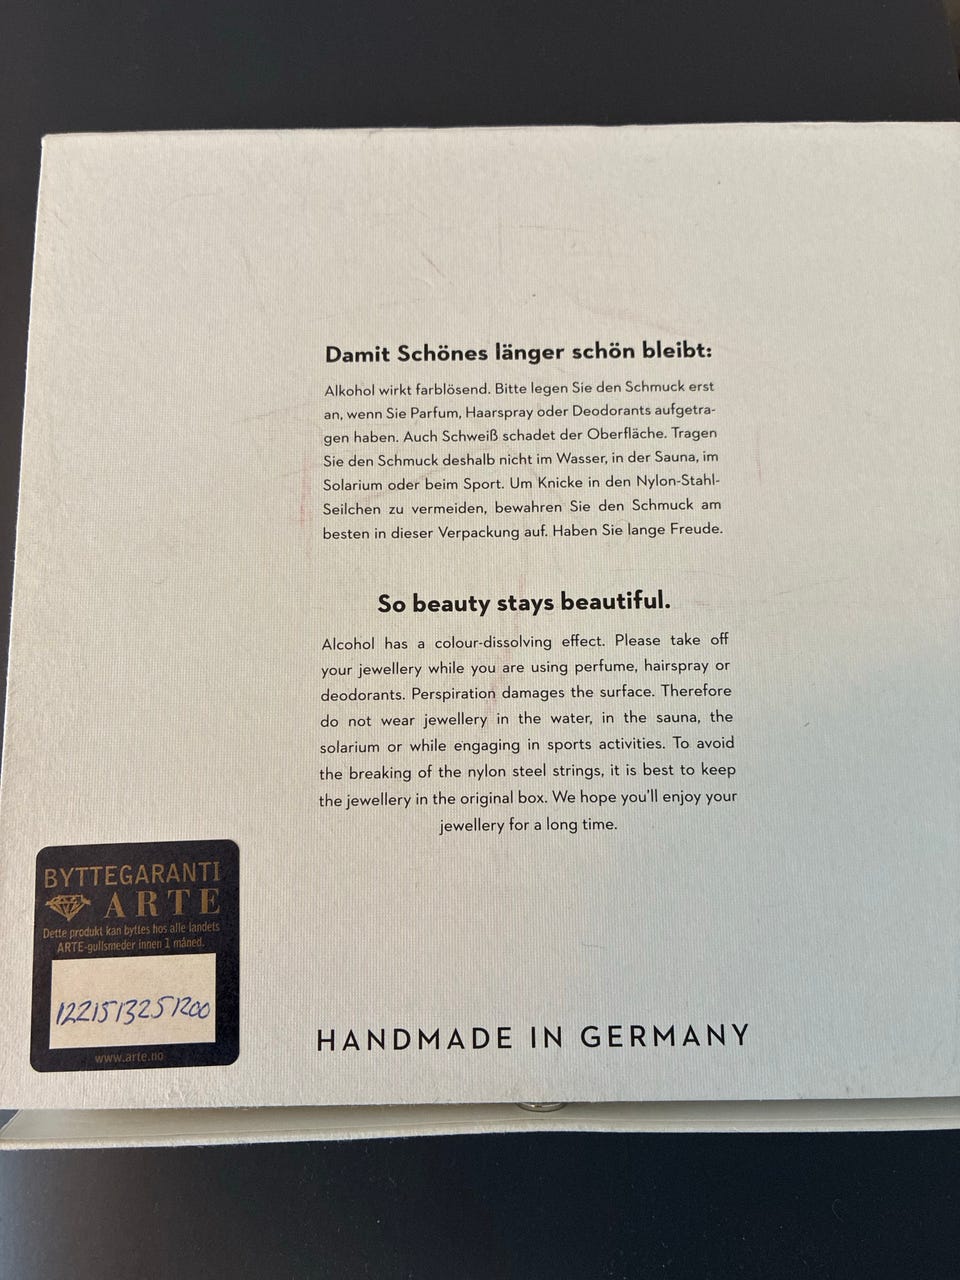 Damit Schönes länger schön bleibt:
Alkohol wirkt farblösend. Bitte legen Sie den Schmuck erst
an, wenn Sie Parfum, Haarspray oder Deodorants aufgetra-
gen haben. Auch Schweiß schadet der Oberfläche. Tragen
Sie den Schmuck deshalb nicht im Wasser, in der Sauna, im
Solarium oder beim Sport. Um Knicke in den Nylon-Stahl-
Seilchen zu vermeiden, bewahren Sie den Schmuck am
besten in dieser Verpackung auf. Haben Sie lange Freude.
So beauty stays beautiful.
Alcohol has a colour-dissolving effect. Please take off
your jewellery while you are using perfume, hairspray or
deodorants. Perspiration damages the surface. Therefore
do not wear jewellery in the water, in the sauna, the
solarium or while engaging in sports activities. To avoid
the breaking of the nylon steel strings, it is best to keep
the jewellery in the original box. We hope you'll enjoy your
jewellery for a long time.
BYTTEGARANTI
ARTE
Dette produkt kan byttes hos alle landets
ARTE-gullsmeder innen 1 måned.
1221513251200
www.arte.no
HANDMADE IN GERMANY